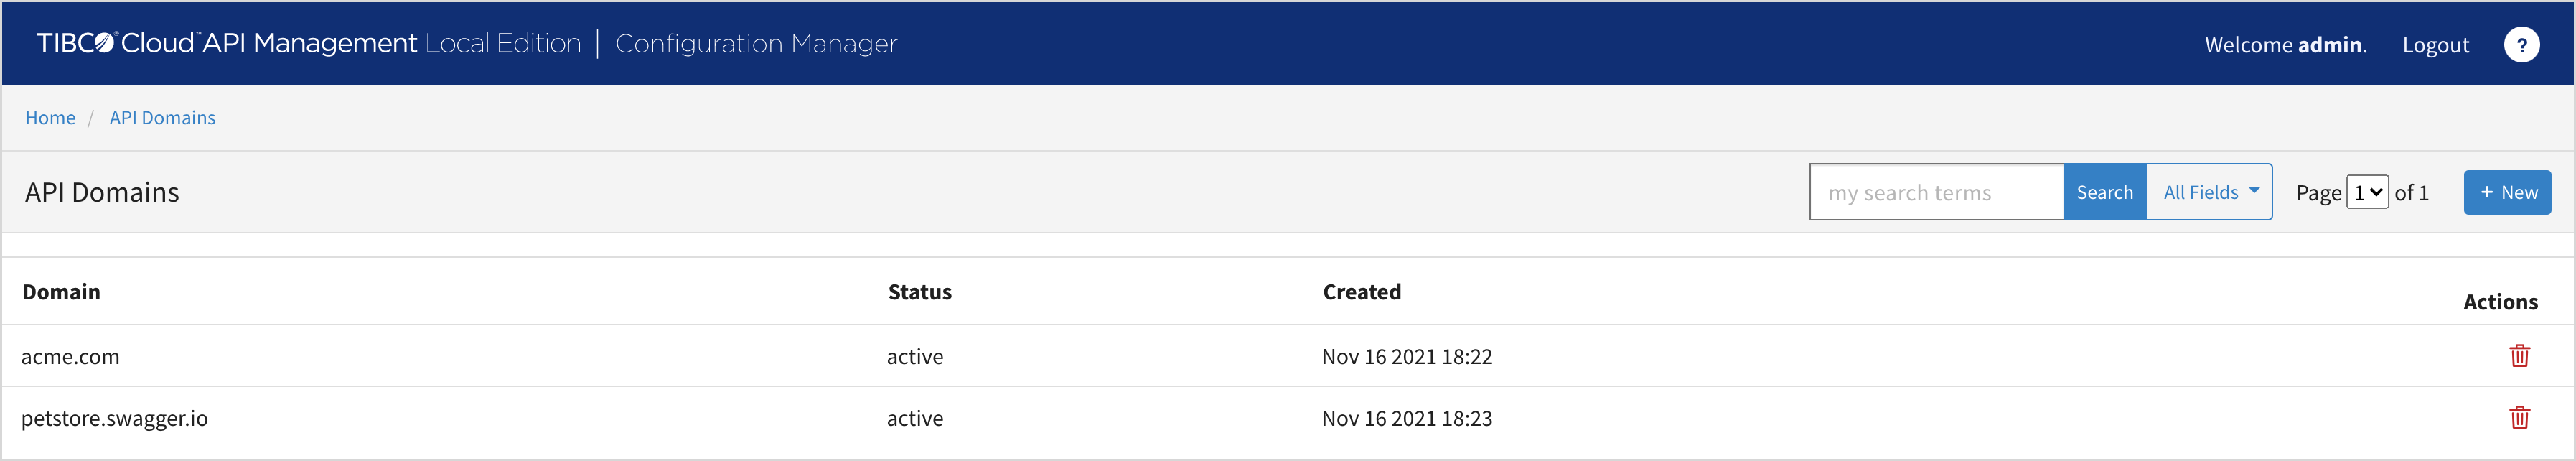 TIBCO® Cloud™ API Management Local Edition | Configuration Manager Welcome admin. Logout ?
Home / API Domains
API Domains my search terms Search All Fields Page 1 of 1 + New
Domain Status Created Actions
acme.com active Nov 16 2021 18:22
petstore.swagger.io active Nov 16 2021 18:23